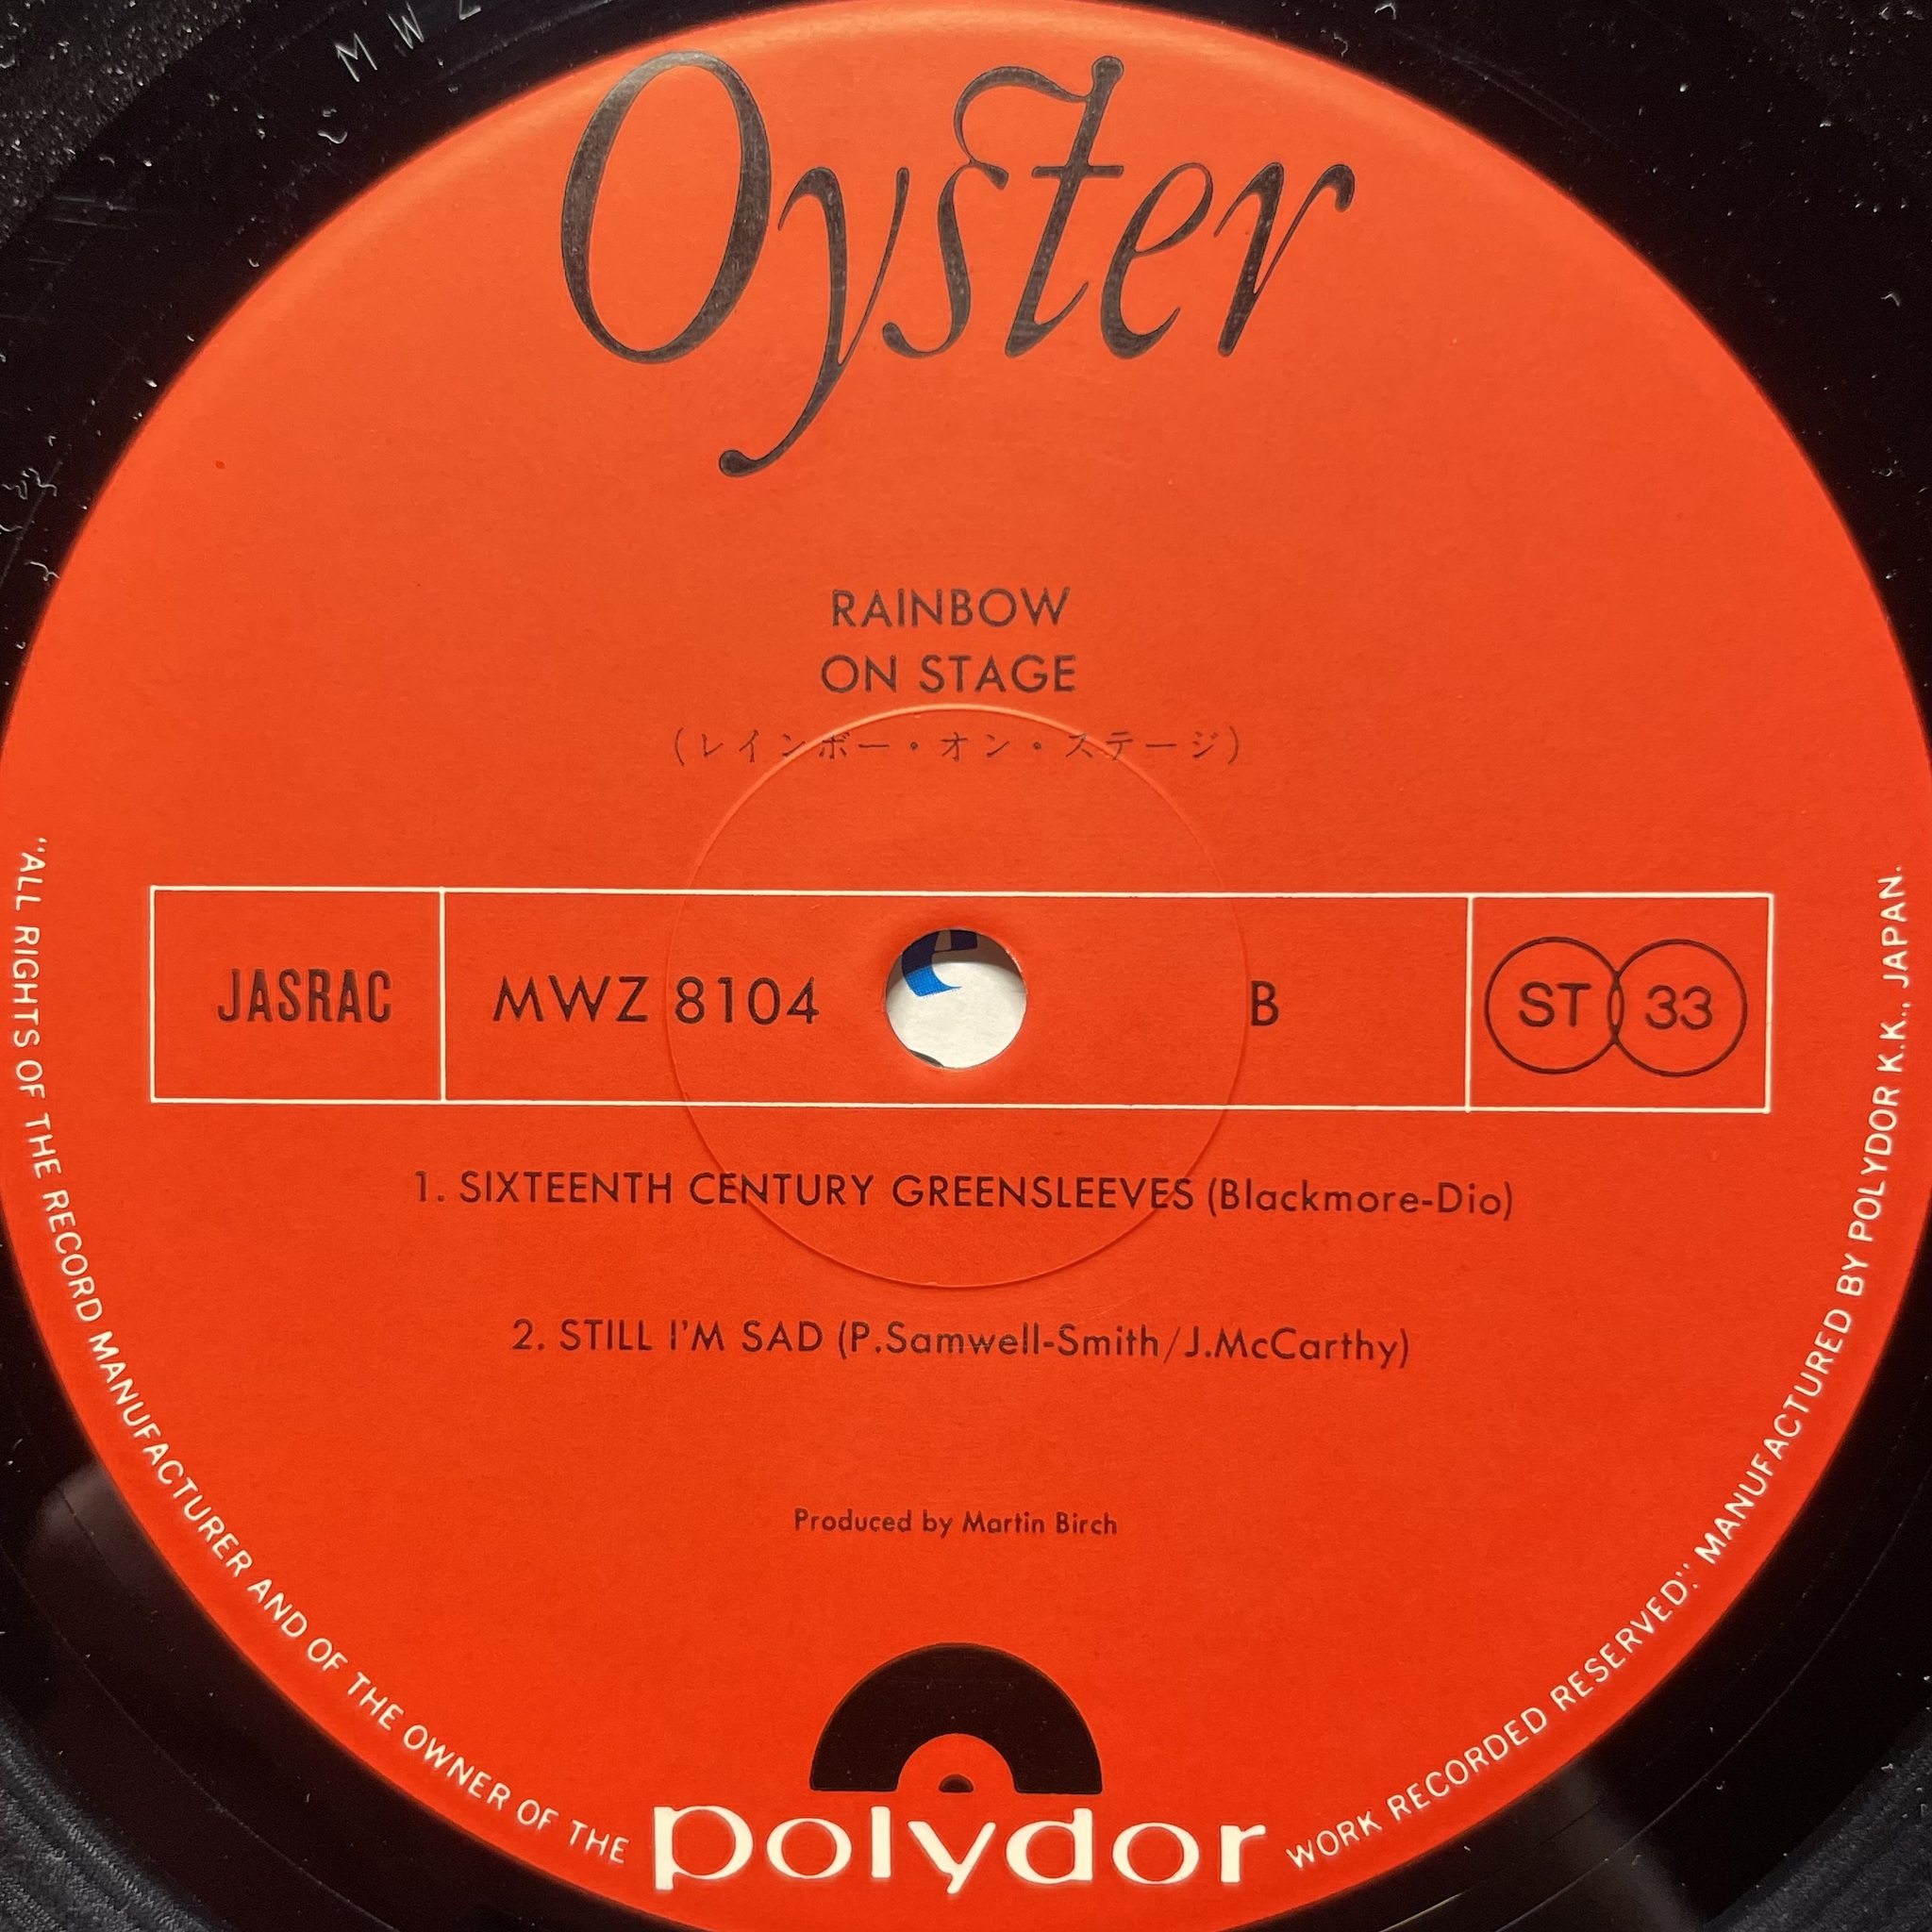 M W Z
Oyster
RAINBOW
ON STAGE
(レインボー・オン・ステージ)
JASRAC MWZ 8104 B ST 33
1. SIXTEENTH CENTURY GREENSLEEVES (Blackmore-Dio)
2. STILL I'M SAD (P.Samwell-Smith/J.McCarthy)
Produced by Martin Birch
polydor
"ALL RIGHTS OF THE RECORD MANUFACTURER AND OF THE OWNER OF THE WORK RECORDED RESERVED." MANUFACTURED BY POLYDOR K.K., JAPAN.